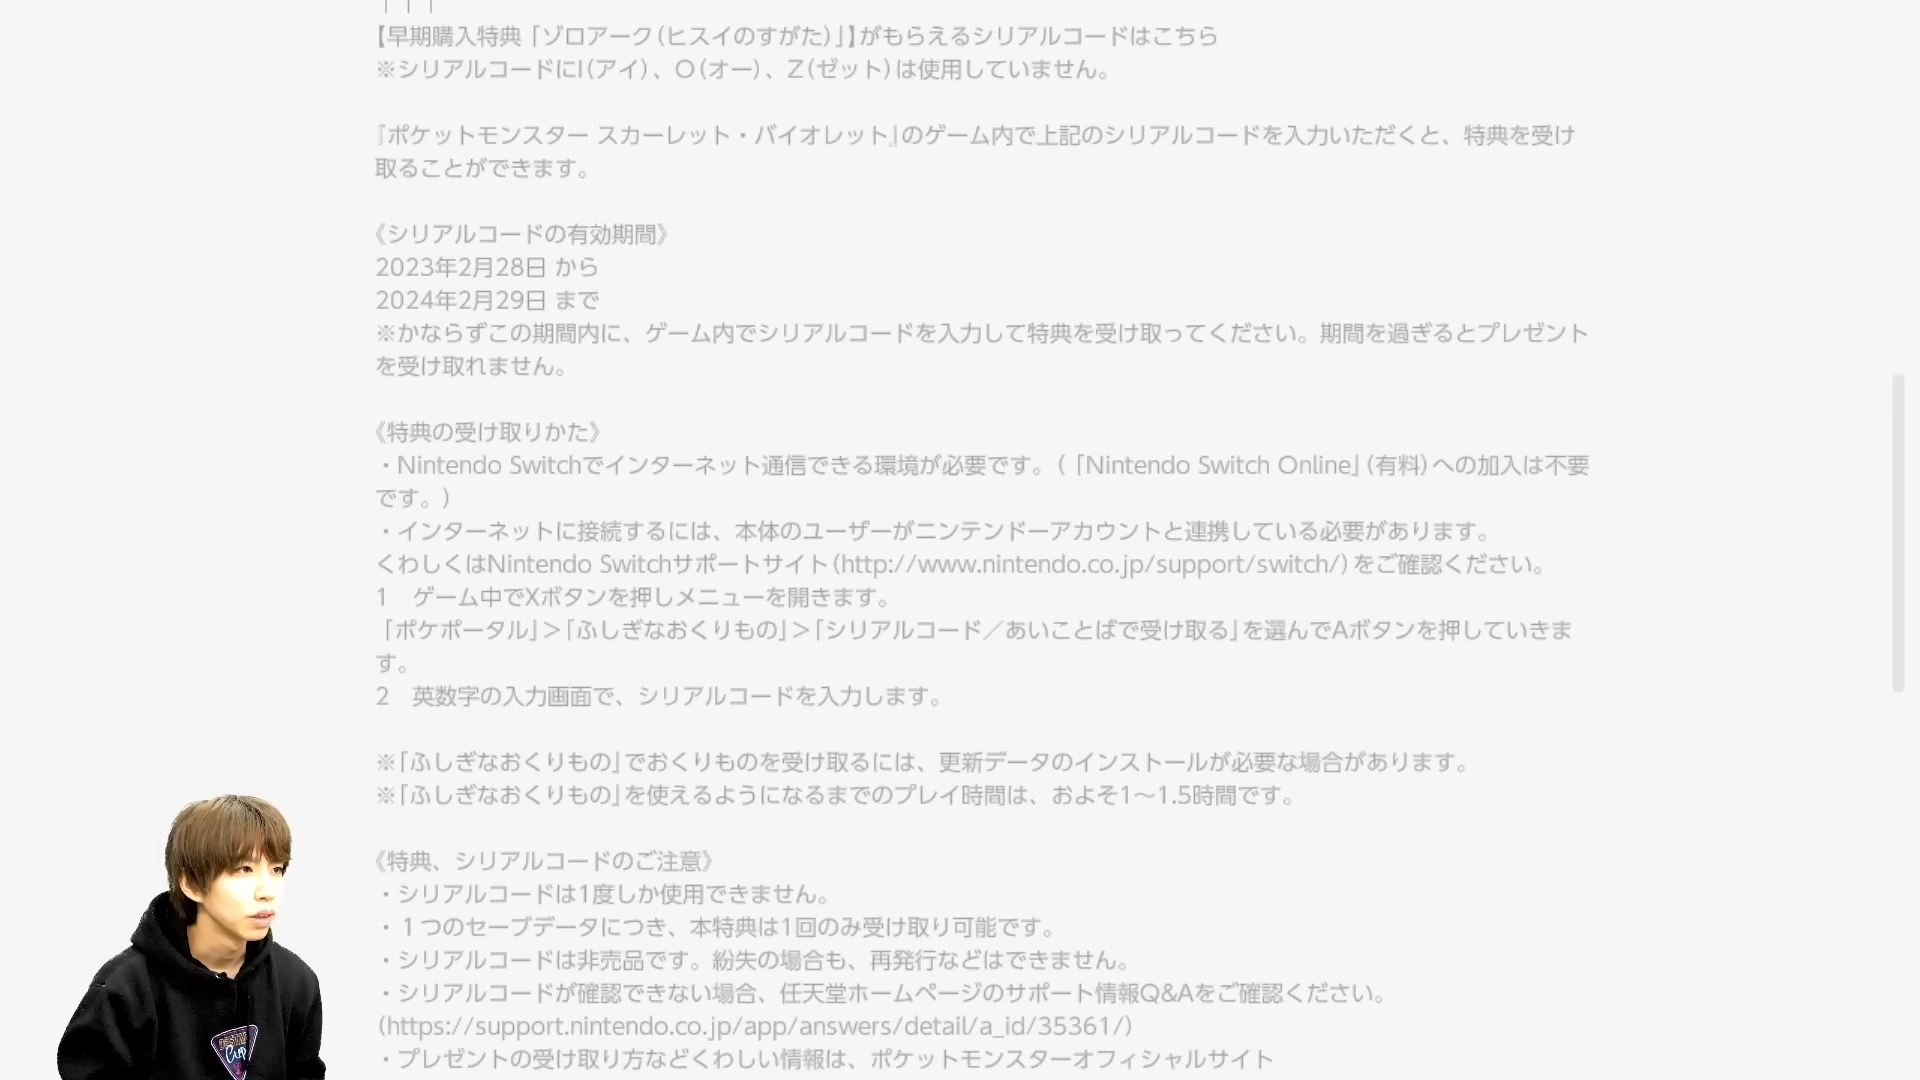 【早期購入特典「ゾロアーク(ヒスイのすがた)」】がもらえるシリアルコードはこちら
※シリアルコードにI(アイ)、O(オー)、Z(ゼット)は使用していません。
『ポケットモンスター スカーレット・バイオレット』のゲーム内で上記のシリアルコードを入力いただくと、特典を受け
取ることができます。
《シリアルコードの有効期間》
2023年2月28日 から
2024年2月29日 まで
※かならずこの期間内に、ゲーム内でシリアルコードを入力して特典を受け取ってください。期間を過ぎるとプレゼント
を受け取れません。
《特典の受け取りかた》
・Nintendo Switchでインターネット通信できる環境が必要です。(「Nintendo Switch Online」(有料)への加入は不要
です。)
・インターネットに接続するには、本体のユーザーがニンテンドーアカウントと連携している必要があります。
くわしくはNintendo Switchサポートサイト(http://www.nintendo.co.jp/support/switch/)をご確認ください。
1　ゲーム中でXボタンを押しメニューを開きます。
「ポケポータル」＞「ふしぎなおくりもの」＞「シリアルコード／あいことばで受け取る」を選んでAボタンを押していきま
す。
2　英数字の入力画面で、シリアルコードを入力します。
※「ふしぎなおくりもの」でおくりものを受け取るには、更新データのインストールが必要な場合があります。
※「ふしぎなおくりもの」を使えるようになるまでのプレイ時間は、およそ1～1.5時間です。
《特典、シリアルコードのご注意》
・シリアルコードは1度しか使用できません。
・１つのセーブデータにつき、本特典は1回のみ受け取り可能です。
・シリアルコードは非売品です。紛失の場合も、再発行などはできません。
・シリアルコードが確認できない場合、任天堂ホームページのサポート情報Q&Aをご確認ください。
(https://support.nintendo.co.jp/app/answers/detail/a_id/35361/)
・プレゼントの受け取り方などくわしい情報は、ポケットモンスターオフィシャルサイト